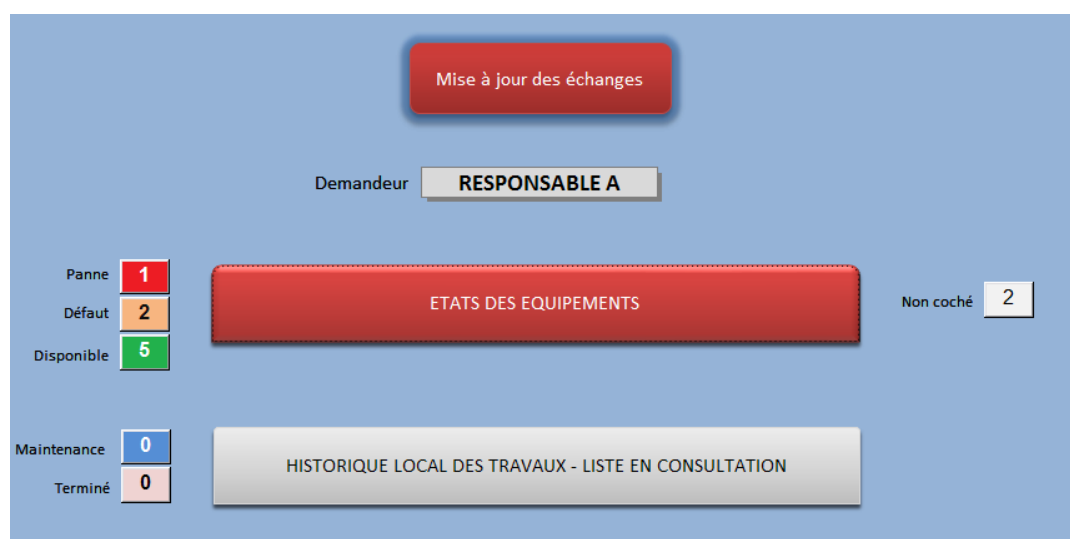 Mise à jour des échanges
Demandeur RESPONSABLE A
Panne 1
Défaut 2
Disponible 5
ETATS DES EQUIPEMENTS
Non coché 2
Maintenance 0
Terminé 0
HISTORIQUE LOCAL DES TRAVAUX - LISTE EN CONSULTATION